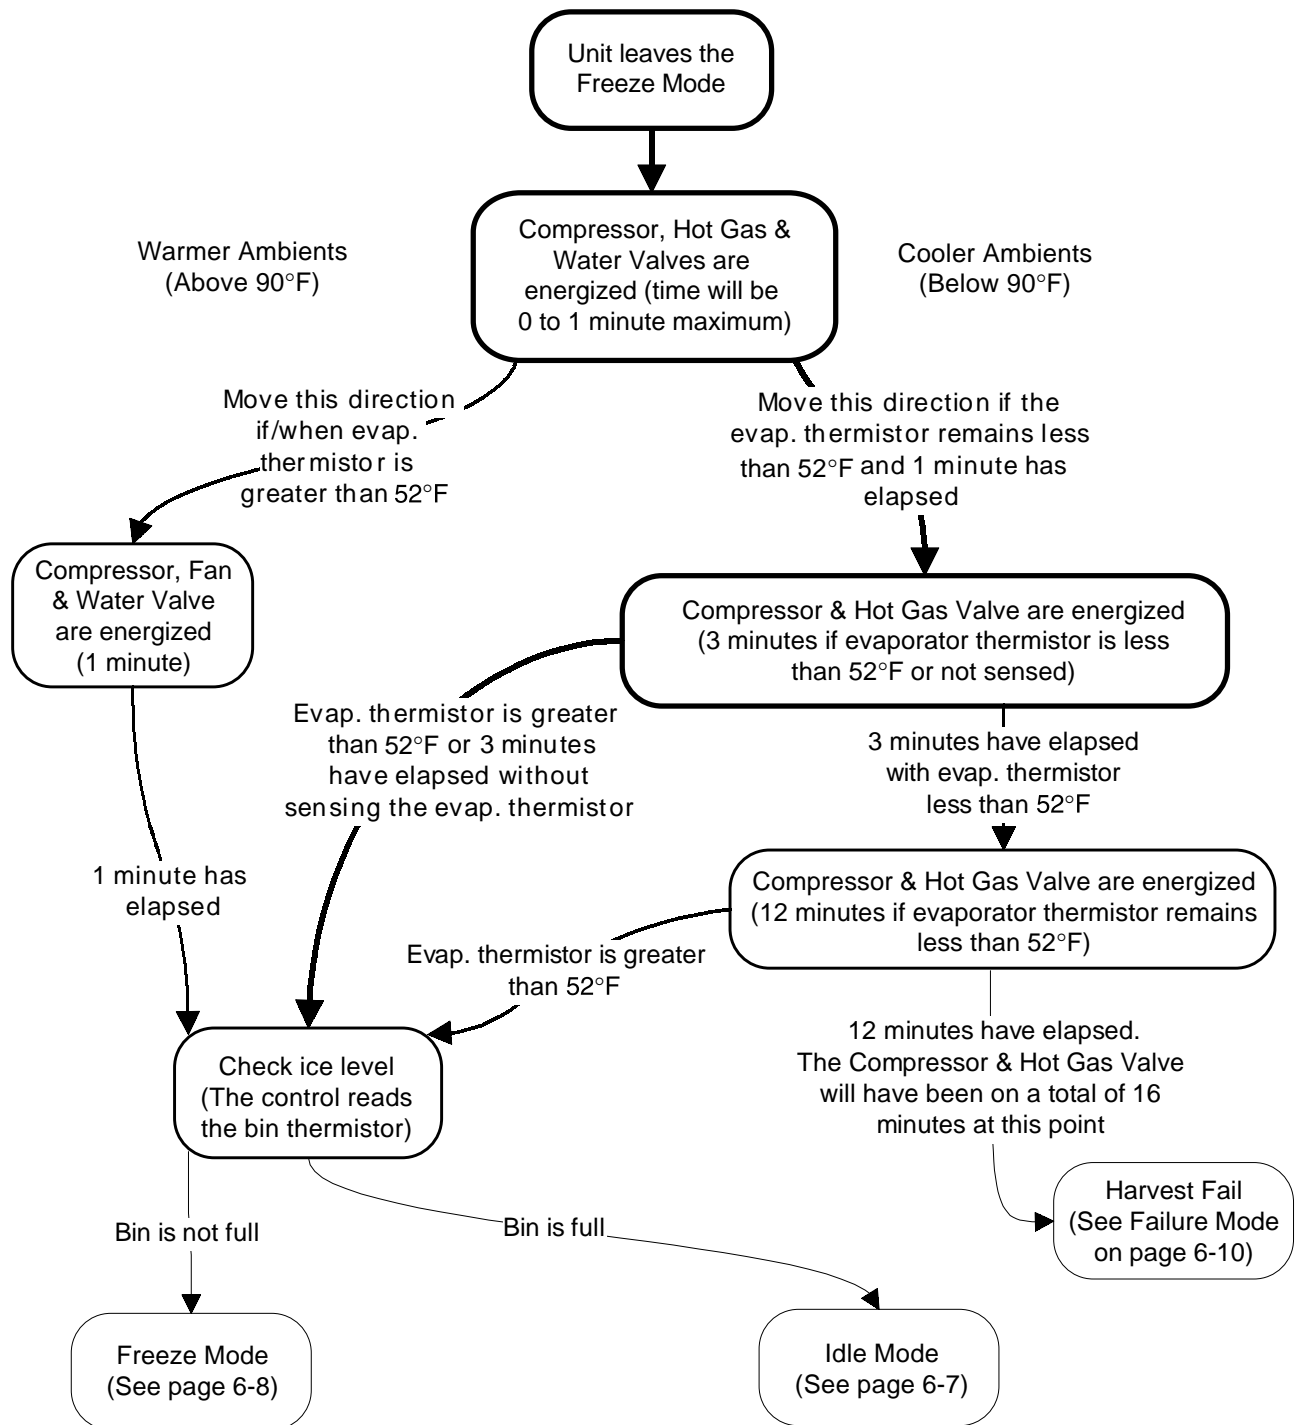 Unit leaves the
Freeze Mode
Compressor, Hot Gas &
Water Valves are
energized (time will be
0 to 1 minute maximum)
Warmer Ambients
(Above 90°F)
Cooler Ambients
(Below 90°F)
Move this direction
if/when evap.
thermistor is
greater than 52°F
Move this direction if the
evap. thermistor remains less
than 52°F and 1 minute has
elapsed
Compressor, Fan
& Water Valve
are energized
(1 minute)
Compressor & Hot Gas Valve are energized
(3 minutes if evaporator thermistor is less
than 52°F or not sensed)
Evap. thermistor is greater
than 52°F or 3 minutes
have elapsed without
sensing the evap. thermistor
3 minutes have elapsed
with evap. thermistor
less than 52°F
1 minute has
elapsed
Compressor & Hot Gas Valve are energized
(12 minutes if evaporator thermistor remains
less than 52°F)
Evap. thermistor is greater
than 52°F
12 minutes have elapsed.
The Compressor & Hot Gas Valve
will have been on a total of 16
minutes at this point
Check ice level
(The control reads
the bin thermistor)
Harvest Fail
(See Failure Mode
on page 6-10)
Bin is not full
Bin is full
Freeze Mode
(See page 6-8)
Idle Mode
(See page 6-7)